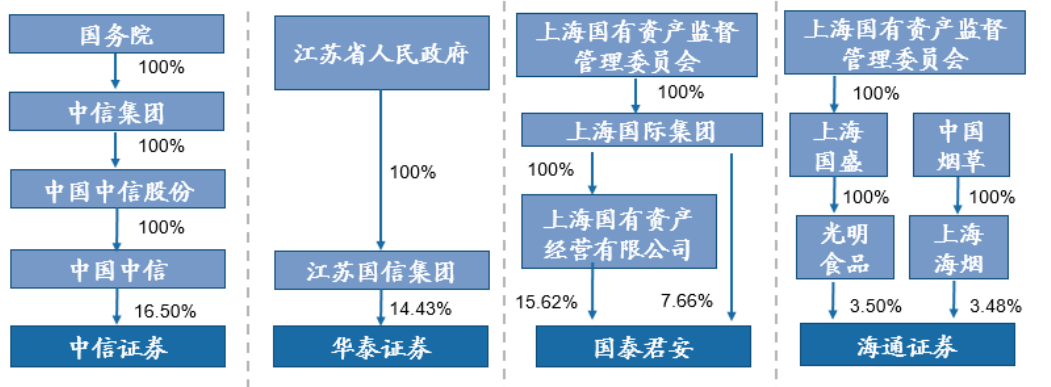 国务院
100%
中信集团
100%
中国中信股份
100%
中国中信
16.50%
中信证券
江苏省人民政府
100%
江苏国信集团
14.43%
华泰证券
上海国有资产监督
管理委员会
100%
上海国际集团
100%
上海国有资产
经营有限公司
15.62%
7.66%
国泰君安
上海国有资产监督
管理委员会
100%
上海
国盛
中国
烟草
100%
100%
光明
食品
上海
海烟
3.50%
3.48%
海通证券